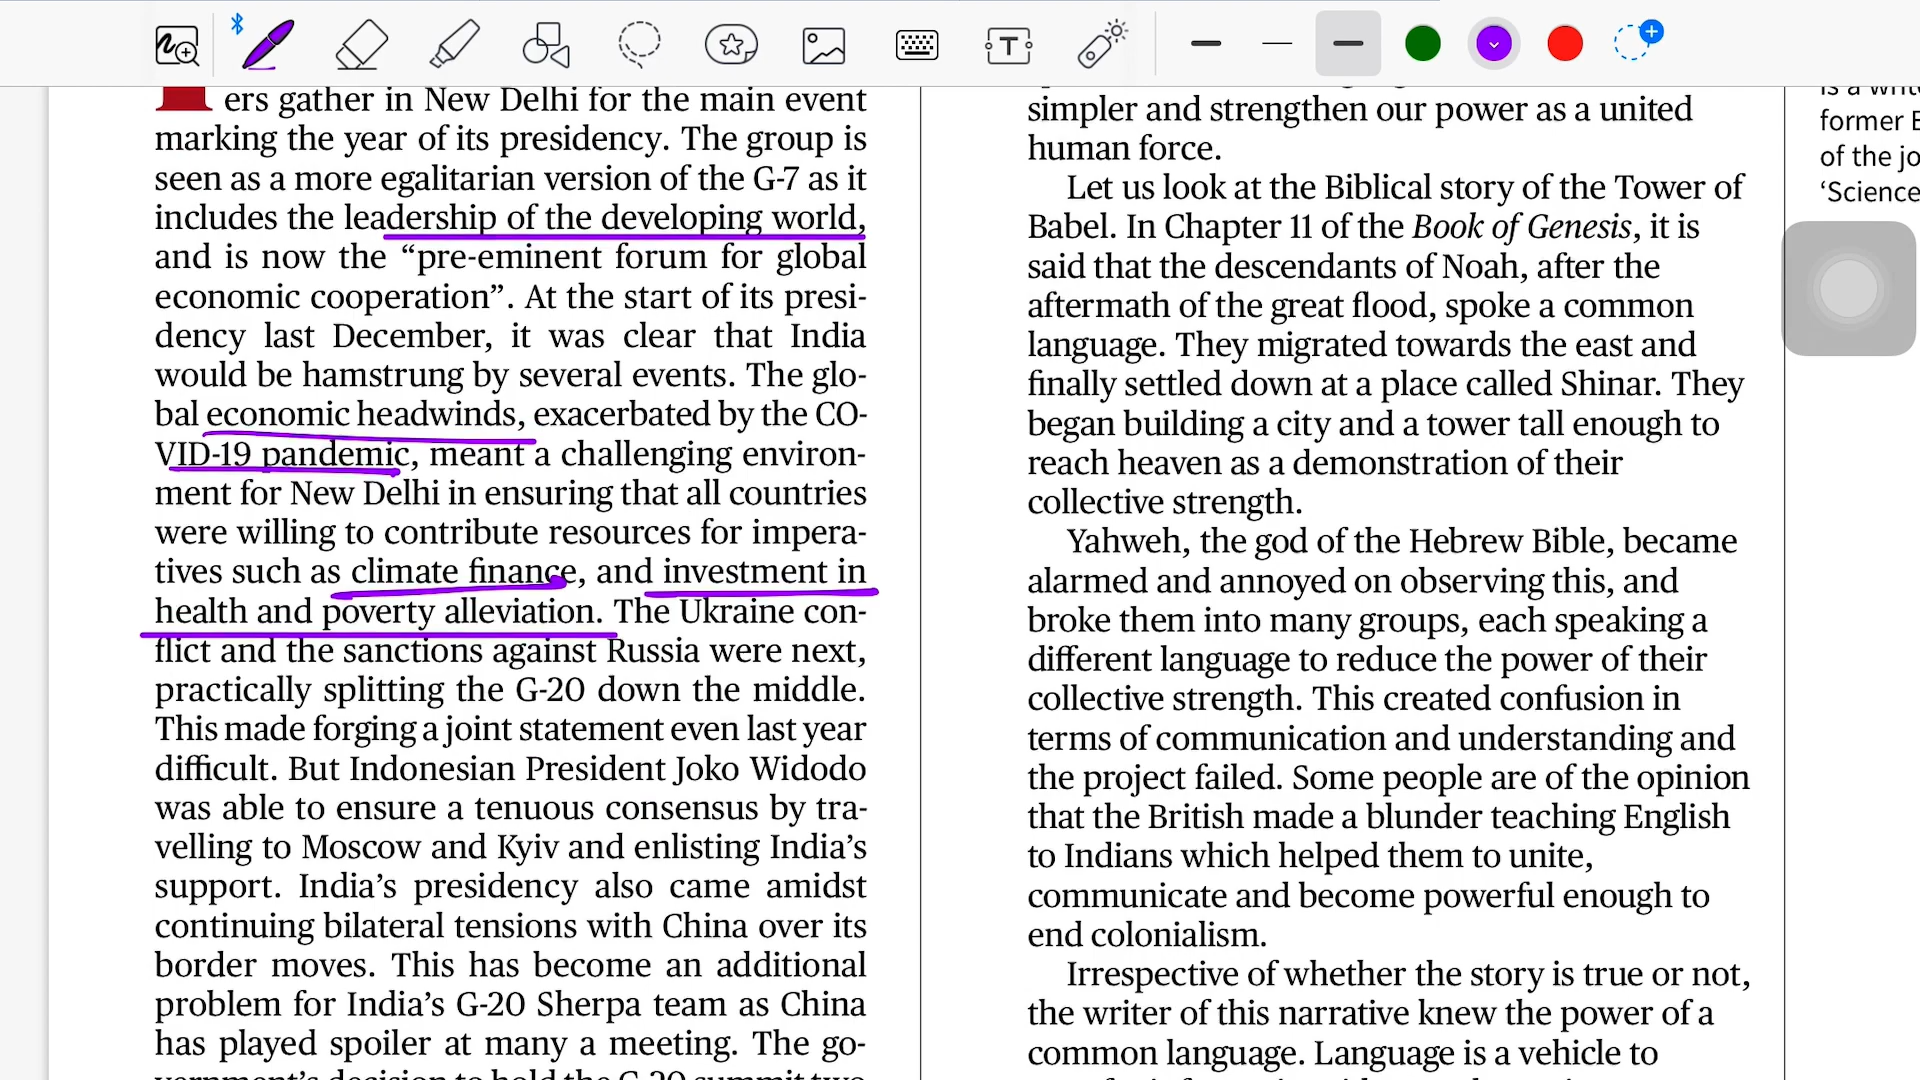 ers gather in New Delhi for the main event
marking the year of its presidency. The group is
seen as a more egalitarian version of the G-7 as it
includes the leadership of the developing world,
and is now the “pre-eminent forum for global
economic cooperation”. At the start of its presi-
dency last December, it was clear that India
would be hamstrung by several events. The glo-
bal economic headwinds, exacerbated by the CO-
VID-19 pandemic, meant a challenging environ-
ment for New Delhi in ensuring that all countries
were willing to contribute resources for impera-
tives such as climate finance, and investment in
health and poverty alleviation. The Ukraine con-
flict and the sanctions against Russia were next,
practically splitting the G-20 down the middle.
This made forging a joint statement even last year
difficult. But Indonesian President Joko Widodo
was able to ensure a tenuous consensus by tra-
velling to Moscow and Kyiv and enlisting India’s
support. India’s presidency also came amidst
continuing bilateral tensions with China over its
border moves. This has become an additional
problem for India’s G-20 Sherpa team as China
has played spoiler at many a meeting. The go-
vernment’s decision to hold the G-20 summit two
simpler and strengthen our power as a united
human force.
Let us look at the Biblical story of the Tower of
Babel. In Chapter 11 of the Book of Genesis, it is
said that the descendants of Noah, after the
aftermath of the great flood, spoke a common
language. They migrated towards the east and
finally settled down at a place called Shinar. They
began building a city and a tower tall enough to
reach heaven as a demonstration of their
collective strength.
Yahweh, the god of the Hebrew Bible, became
alarmed and annoyed on observing this, and
broke them into many groups, each speaking a
different language to reduce the power of their
collective strength. This created confusion in
terms of communication and understanding and
the project failed. Some people are of the opinion
that the British made a blunder teaching English
to Indians which helped them to unite,
communicate and become powerful enough to
end colonialism.
Irrespective of whether the story is true or not,
the writer of this narrative knew the power of a
common language. Language is a vehicle to
is a
former
of the
‘Science